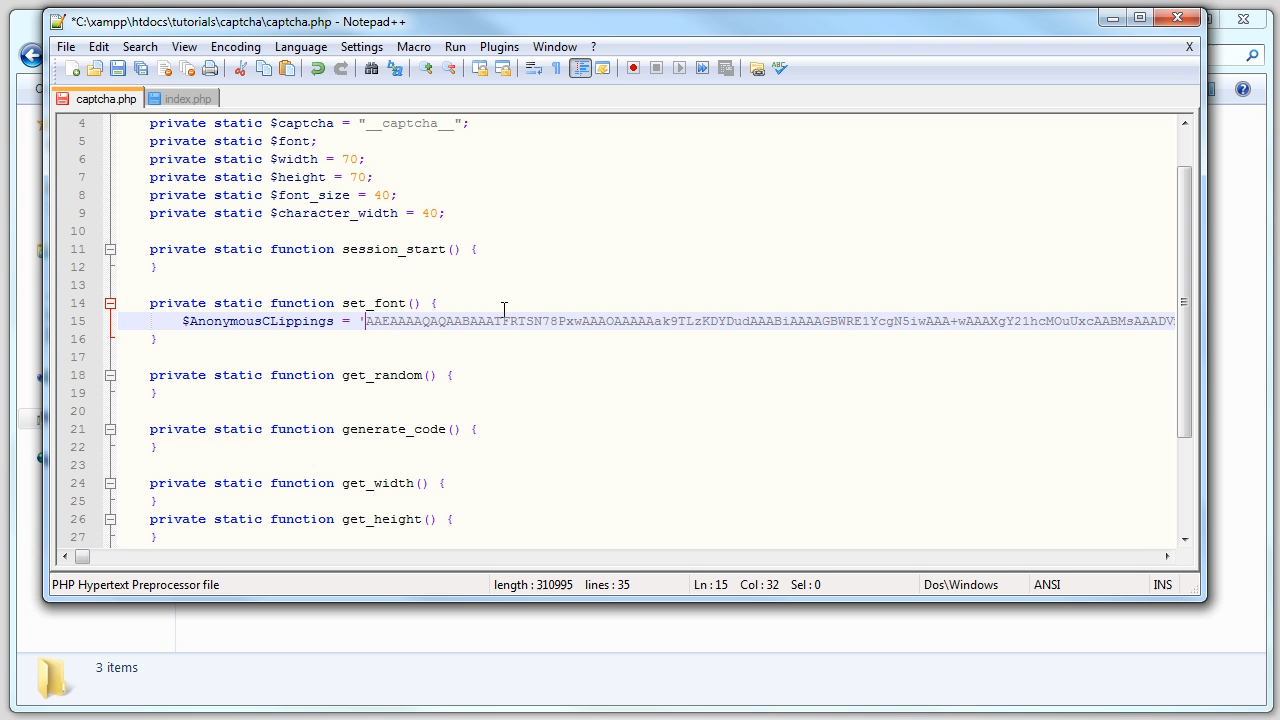 *C:\xampp\htdocs\tutorials\captcha\captcha.php - Notepad++
File Edit Search View Encoding Language Settings Macro Run Plugins Window ? X
captcha.php index.php
4 private static $captcha = "__captcha__";
5 private static $font;
6 private static $width = 70;
7 private static $height = 70;
8 private static $font_size = 40;
9 private static $character_width = 40;
10
11 private static function session_start() {
12 }
13
14 private static function set_font() {
15 $AnonymousCLippings = 'AAEAAAAQAQAABAAATFRTSN78PxwAAAOAAAAAak9TLzKDYDudAAABiAAAAGBWRE1YcgN5iwAAA+wAAAXgY21hcMOuUxcAABMsAAADV
16 }
17
18 private static function get_random() {
19 }
20
21 private static function generate_code() {
22 }
23
24 private static function get_width() {
25 }
26 private static function get_height() {
27 }
PHP Hypertext Preprocessor file length : 310995 lines : 35 Ln : 15 Col : 32 Sel : 0 Dos\Windows ANSI INS
3 items